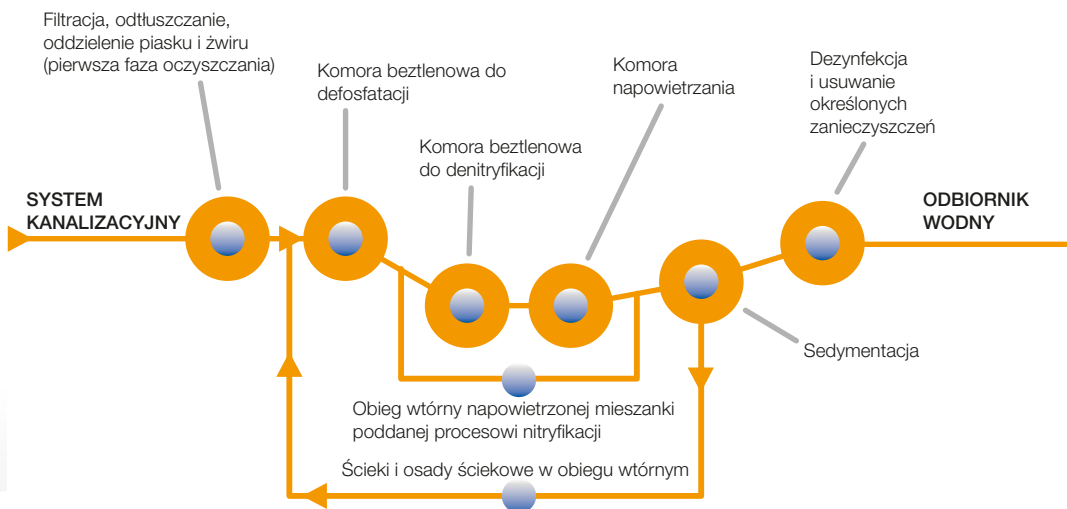 Filtracja, odtłuszczanie,
oddzielenie piasku i żwiru
(pierwsza faza oczyszczania)
Komora beztlenowa do
defosfatacji
Komora
napowietrzania
Dezynfekcja
i usuwanie
określonych
zanieczyszczeń
Komora beztlenowa
do denitryfikacji
SYSTEM
KANALIZACYJNY
ODBIORNIK
WODNY
Sedymentacja
Obieg wtórny napowietrzonej mieszanki
poddanej procesowi nitryfikacji
Ścieki i osady ściekowe w obiegu wtórnym